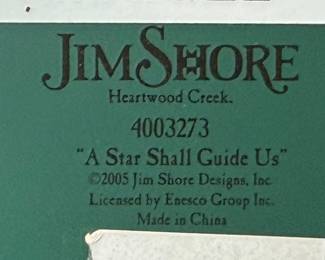 JIM SHORE
Heartwood Creek.
4003273
"A Star Shall Guide Us"
©2005 Jim Shore Designs, Inc.
Licensed by Enesco Group Inc.
Made in China